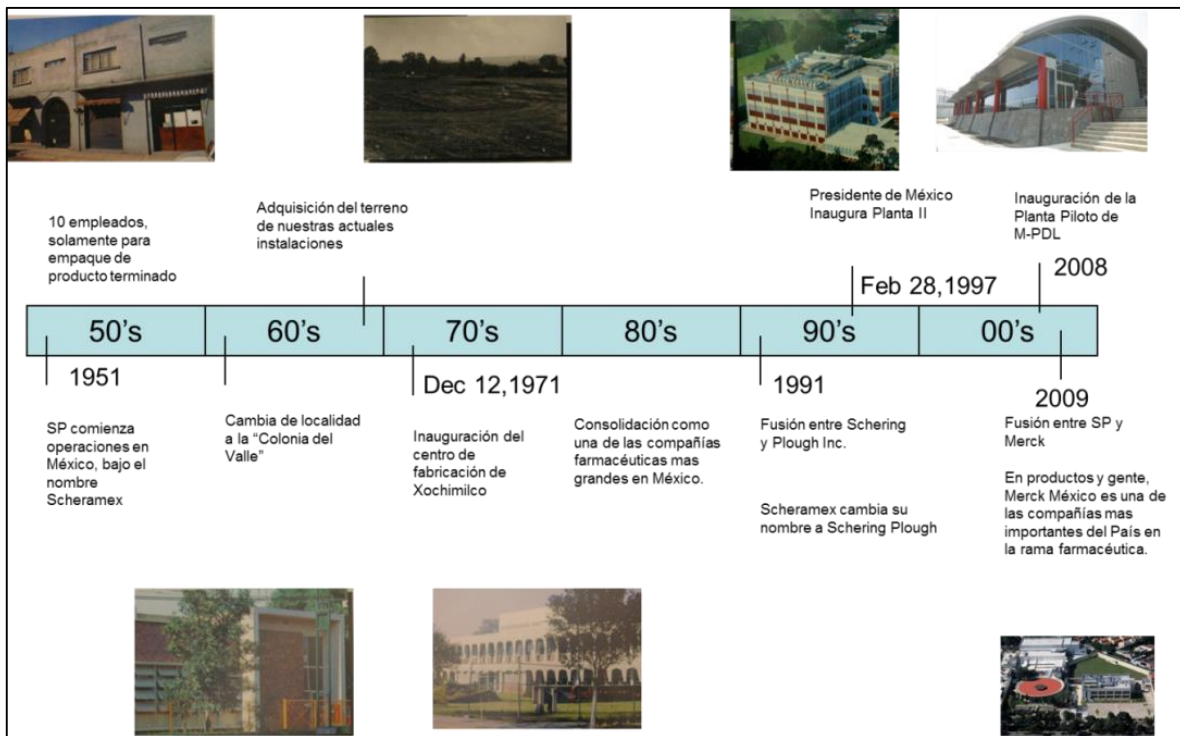 10 empleados,
solamente para
empaque de
producto terminado
Adquisición del terreno
de nuestras actuales
instalaciones
Presidente de México
Inaugura Planta II
Inauguración de la
Planta Piloto de
M-PDL
Feb 28,1997
2008
50's
60's
70's
80's
90's
00's
1951
Dec 12,1971
1991
2009
SP comienza
operaciones en
México, bajo el
nombre
Scheramex
Cambia de localidad
a la “Colonia del
Valle”
Inauguración del
centro de
fabricación de
Xochimilco
Consolidación como
una de las compañías
farmacéuticas mas
grandes en México.
Fusión entre Schering
y Plough Inc.
Scheramex cambia su
nombre a Schering Plough
Fusión entre SP y
Merck
En productos y gente,
Merck México es una de
las compañías mas
importantes del País en
la rama farmacéutica.